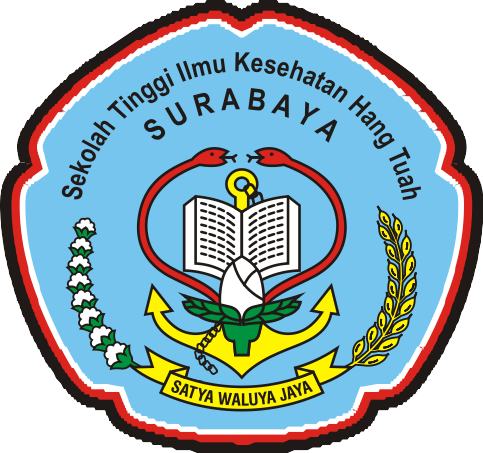 Sekolah Tinggi Ilmu Kesehatan Hang Tuah
SURABAYA
SATYA WALUYA JAYA